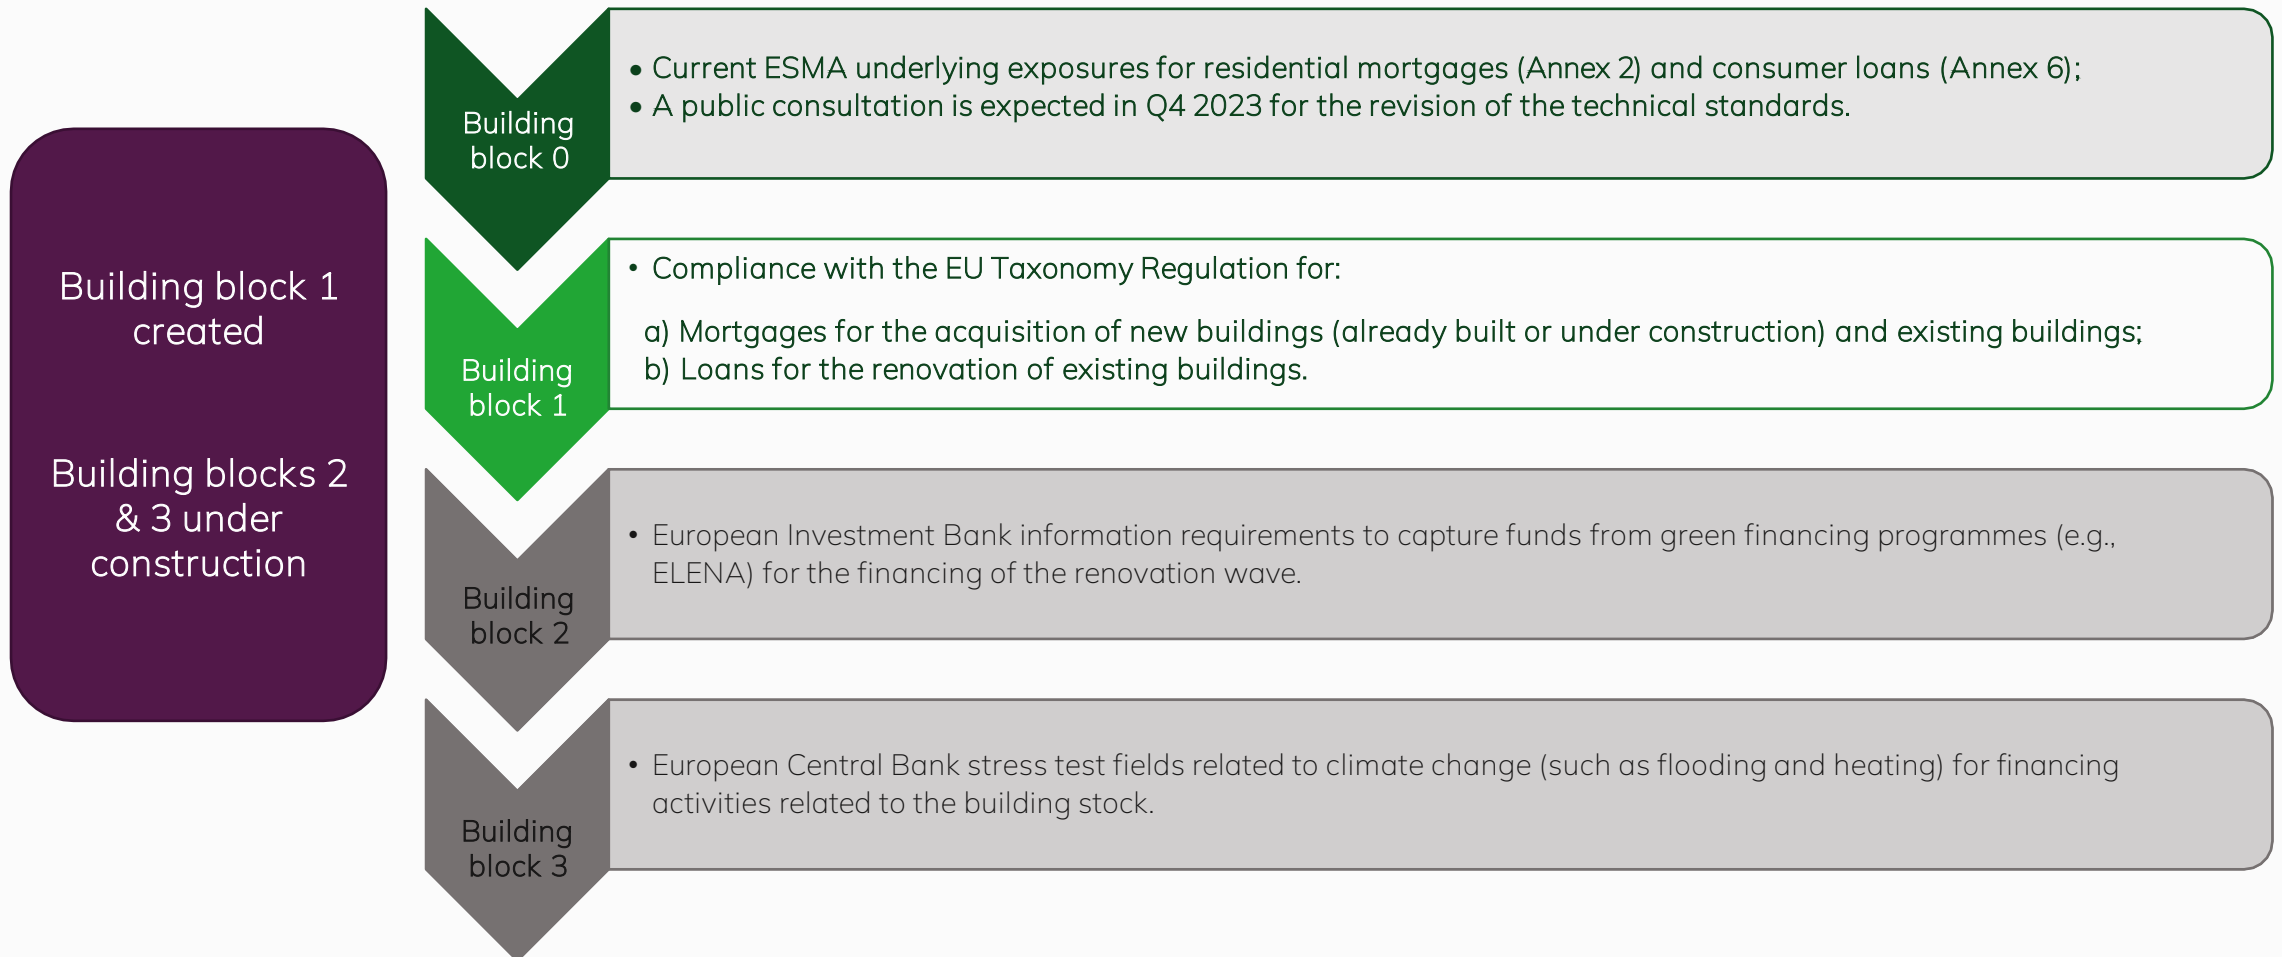 Building block 1
created
Building blocks 2
& 3 under
construction
Building
block 0
• Current ESMA underlying exposures for residential mortgages (Annex 2) and consumer loans (Annex 6);
• A public consultation is expected in Q4 2023 for the revision of the technical standards.
Building
block 1
• Compliance with the EU Taxonomy Regulation for:
a) Mortgages for the acquisition of new buildings (already built or under construction) and existing buildings;
b) Loans for the renovation of existing buildings.
Building
block 2
• European Investment Bank information requirements to capture funds from green financing programmes (e.g.,
ELENA) for the financing of the renovation wave.
Building
block 3
• European Central Bank stress test fields related to climate change (such as flooding and heating) for financing
activities related to the building stock.